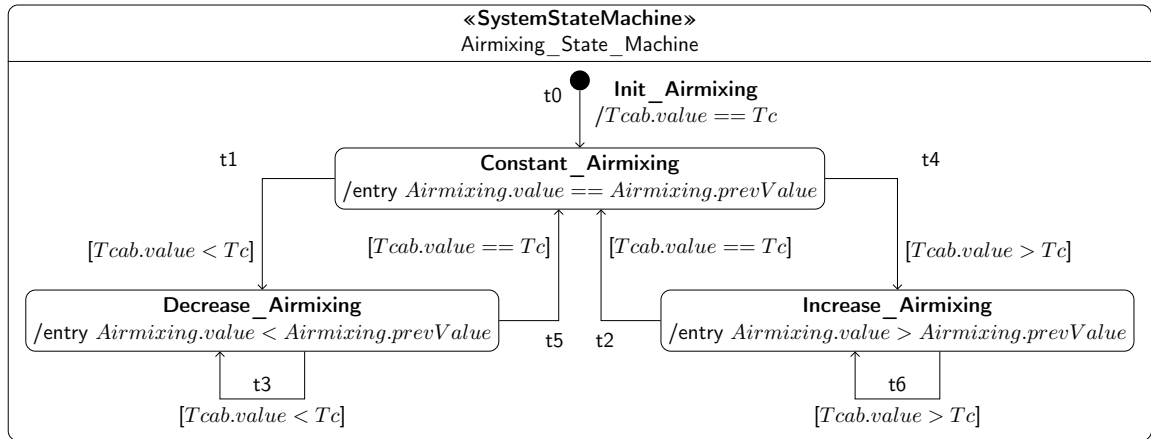 «SystemStateMachine»
Airmixing_State_Machine
t0
Init_Airmixing
/Tcab.value == Tc
t1
Constant_Airmixing
t4
/entry Airmixing.value == Airmixing.prevValue
[Tcab.value < Tc]
[Tcab.value == Tc]
[Tcab.value == Tc]
[Tcab.value > Tc]
Decrease_Airmixing
Increase_Airmixing
/entry Airmixing.value < Airmixing.prevValue
/entry Airmixing.value > Airmixing.prevValue
t5
t2
t3
t6
[Tcab.value < Tc]
[Tcab.value > Tc]